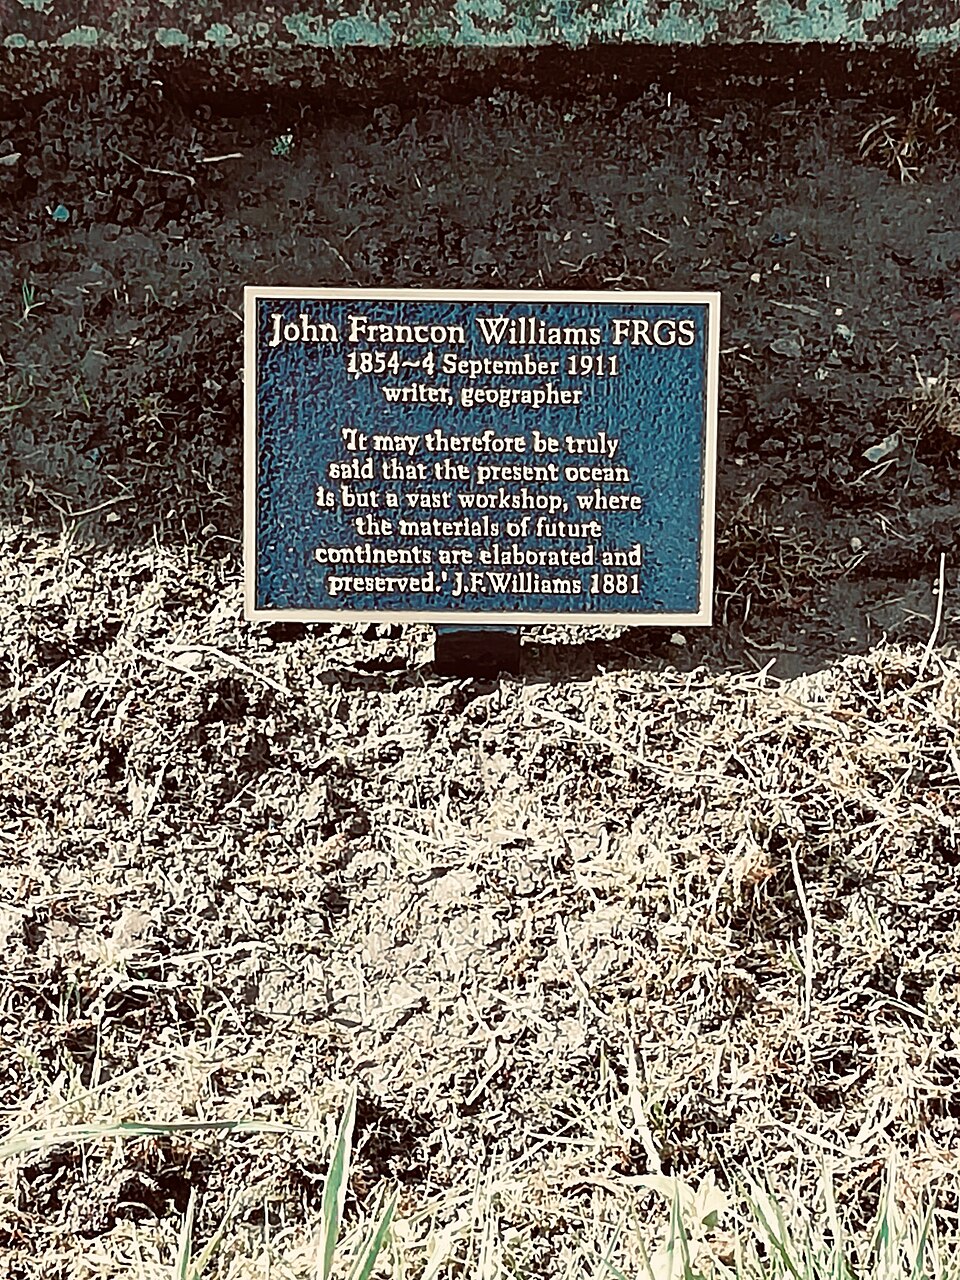 John Francon Williams FRGS
1854~4 September 1911
writer, geographer
'It may therefore be truly
said that the present ocean
is but a vast workshop, where
the materials of future
continents are elaborated and
preserved.' J.F.Williams 1881